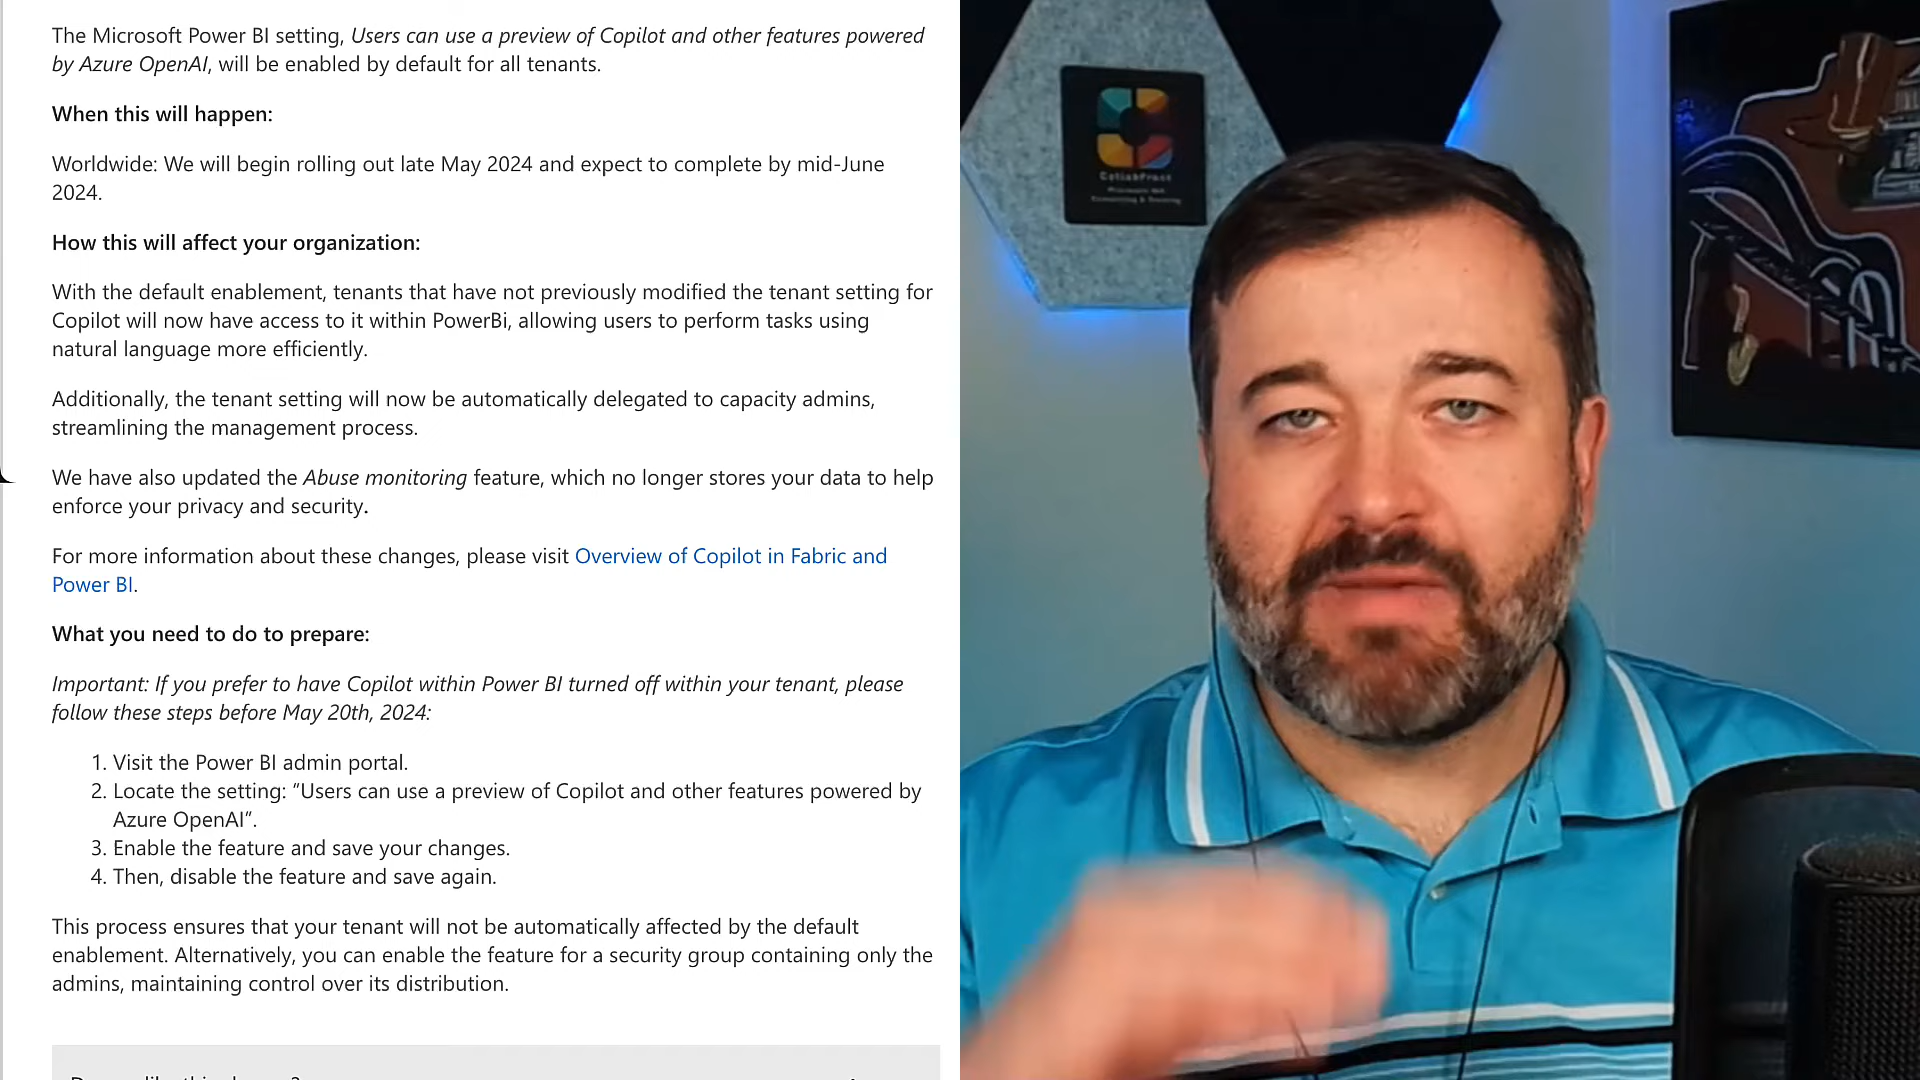 The Microsoft Power BI setting, Users can use a preview of Copilot and other features powered
by Azure OpenAI, will be enabled by default for all tenants.
When this will happen:
Worldwide: We will begin rolling out late May 2024 and expect to complete by mid-June
2024.
How this will affect your organization:
With the default enablement, tenants that have not previously modified the tenant setting for
Copilot will now have access to it within PowerBi, allowing users to perform tasks using
natural language more efficiently.
Additionally, the tenant setting will now be automatically delegated to capacity admins,
streamlining the management process.
We have also updated the Abuse monitoring feature, which no longer stores your data to help
enforce your privacy and security.
For more information about these changes, please visit Overview of Copilot in Fabric and
Power BI.
What you need to do to prepare:
Important: If you prefer to have Copilot within Power BI turned off within your tenant, please
follow these steps before May 20th, 2024:
1. Visit the Power BI admin portal.
2. Locate the setting: “Users can use a preview of Copilot and other features powered by
Azure OpenAI”.
3. Enable the feature and save your changes.
4. Then, disable the feature and save again.
This process ensures that your tenant will not be automatically affected by the default
enablement. Alternatively, you can enable the feature for a security group containing only the
admins, maintaining control over its distribution.
Consulting & Training